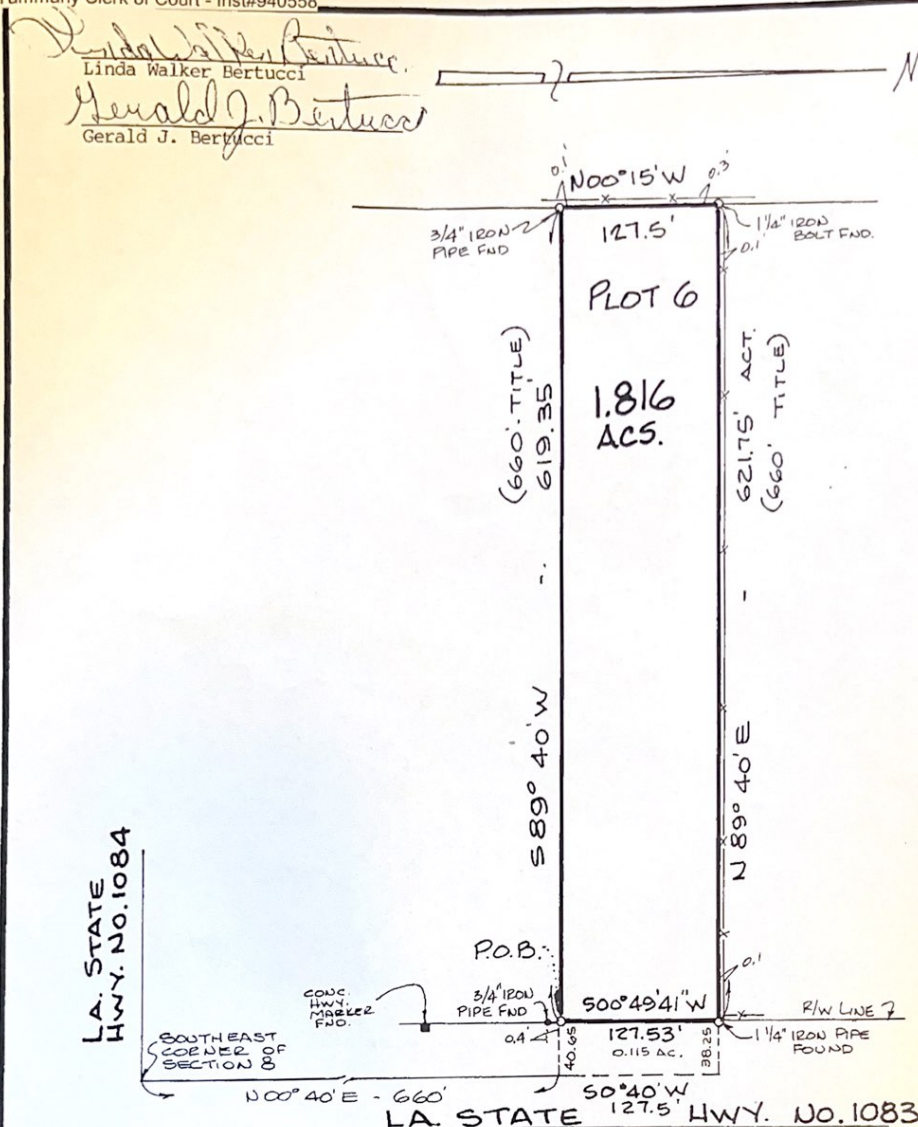 Clerk of Court - Inst#940558
Linda Walker Bertucci
Linda Walker Bertucci
Gerald J. Bertucci
Gerald J. Bertucci
N
0.1'
N00°15'W
0.3'
3/4" IRON
PIPE FND
127.5'
1 1/4" IRON
BOLT FND.
0.1'
PLOT 6
1.816
ACS.
(660' TITLE)
619.35
S89°40'W
621.75' ACT.
(660' TITLE)
-
N 89°40'E
LA. STATE
HWY. NO. 1084
P.O.B.
CONC.
HWY.
MARKER
FND.
3/4" IRON
PIPE FND
0.4'
S00°49'41"W
127.53'
0.115 AC.
40.65
38.25
0.1'
R/W LINE
1 1/4" IRON PIPE
FOUND
SOUTHEAST
CORNER OF
SECTION 8
N00°40'E - 660'
S0°40'W
127.5'
LA. STATE HWY. NO. 1083